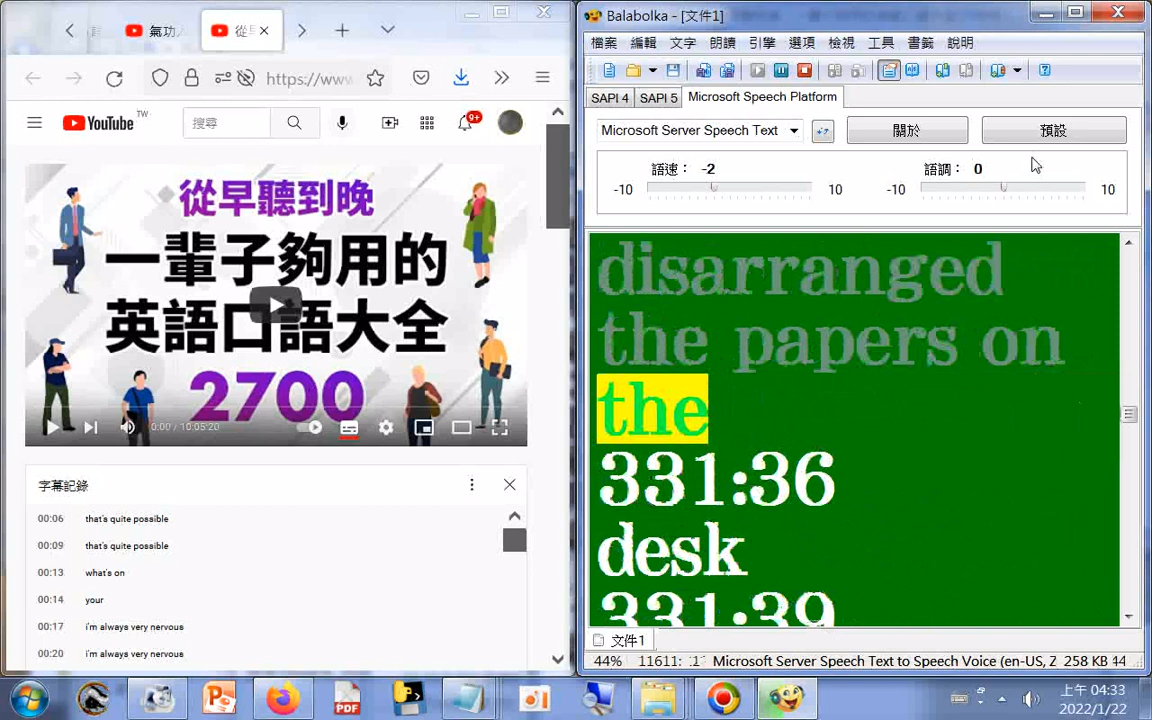 氣功
從
https://www
YouTube TW
搜尋
9+
從早聽到晚
一輩子夠用的
英語口語大全
2700
0:00 / 10:05:20
字幕記錄
00:06 that's quite possible
00:09 that's quite possible
00:13 what's on
00:14 your
00:17 i'm always very nervous
00:20 i'm always very nervous
Balabolka - [文件1]
檔案 編輯 文字 朗讀 引擎 選項 檢視 工具 書籤 說明
SAPI 4 SAPI 5 Microsoft Speech Platform
Microsoft Server Speech Text 關於 預設
語速： -2 語調： 0
-10 10 -10 10
disarranged
the papers on
the
331:36
desk
331:39
文件1
44% 11611: Microsoft Server Speech Text to Speech Voice (en-US, Z 258 KB 44
PDF
上午 04:33
2022/1/22